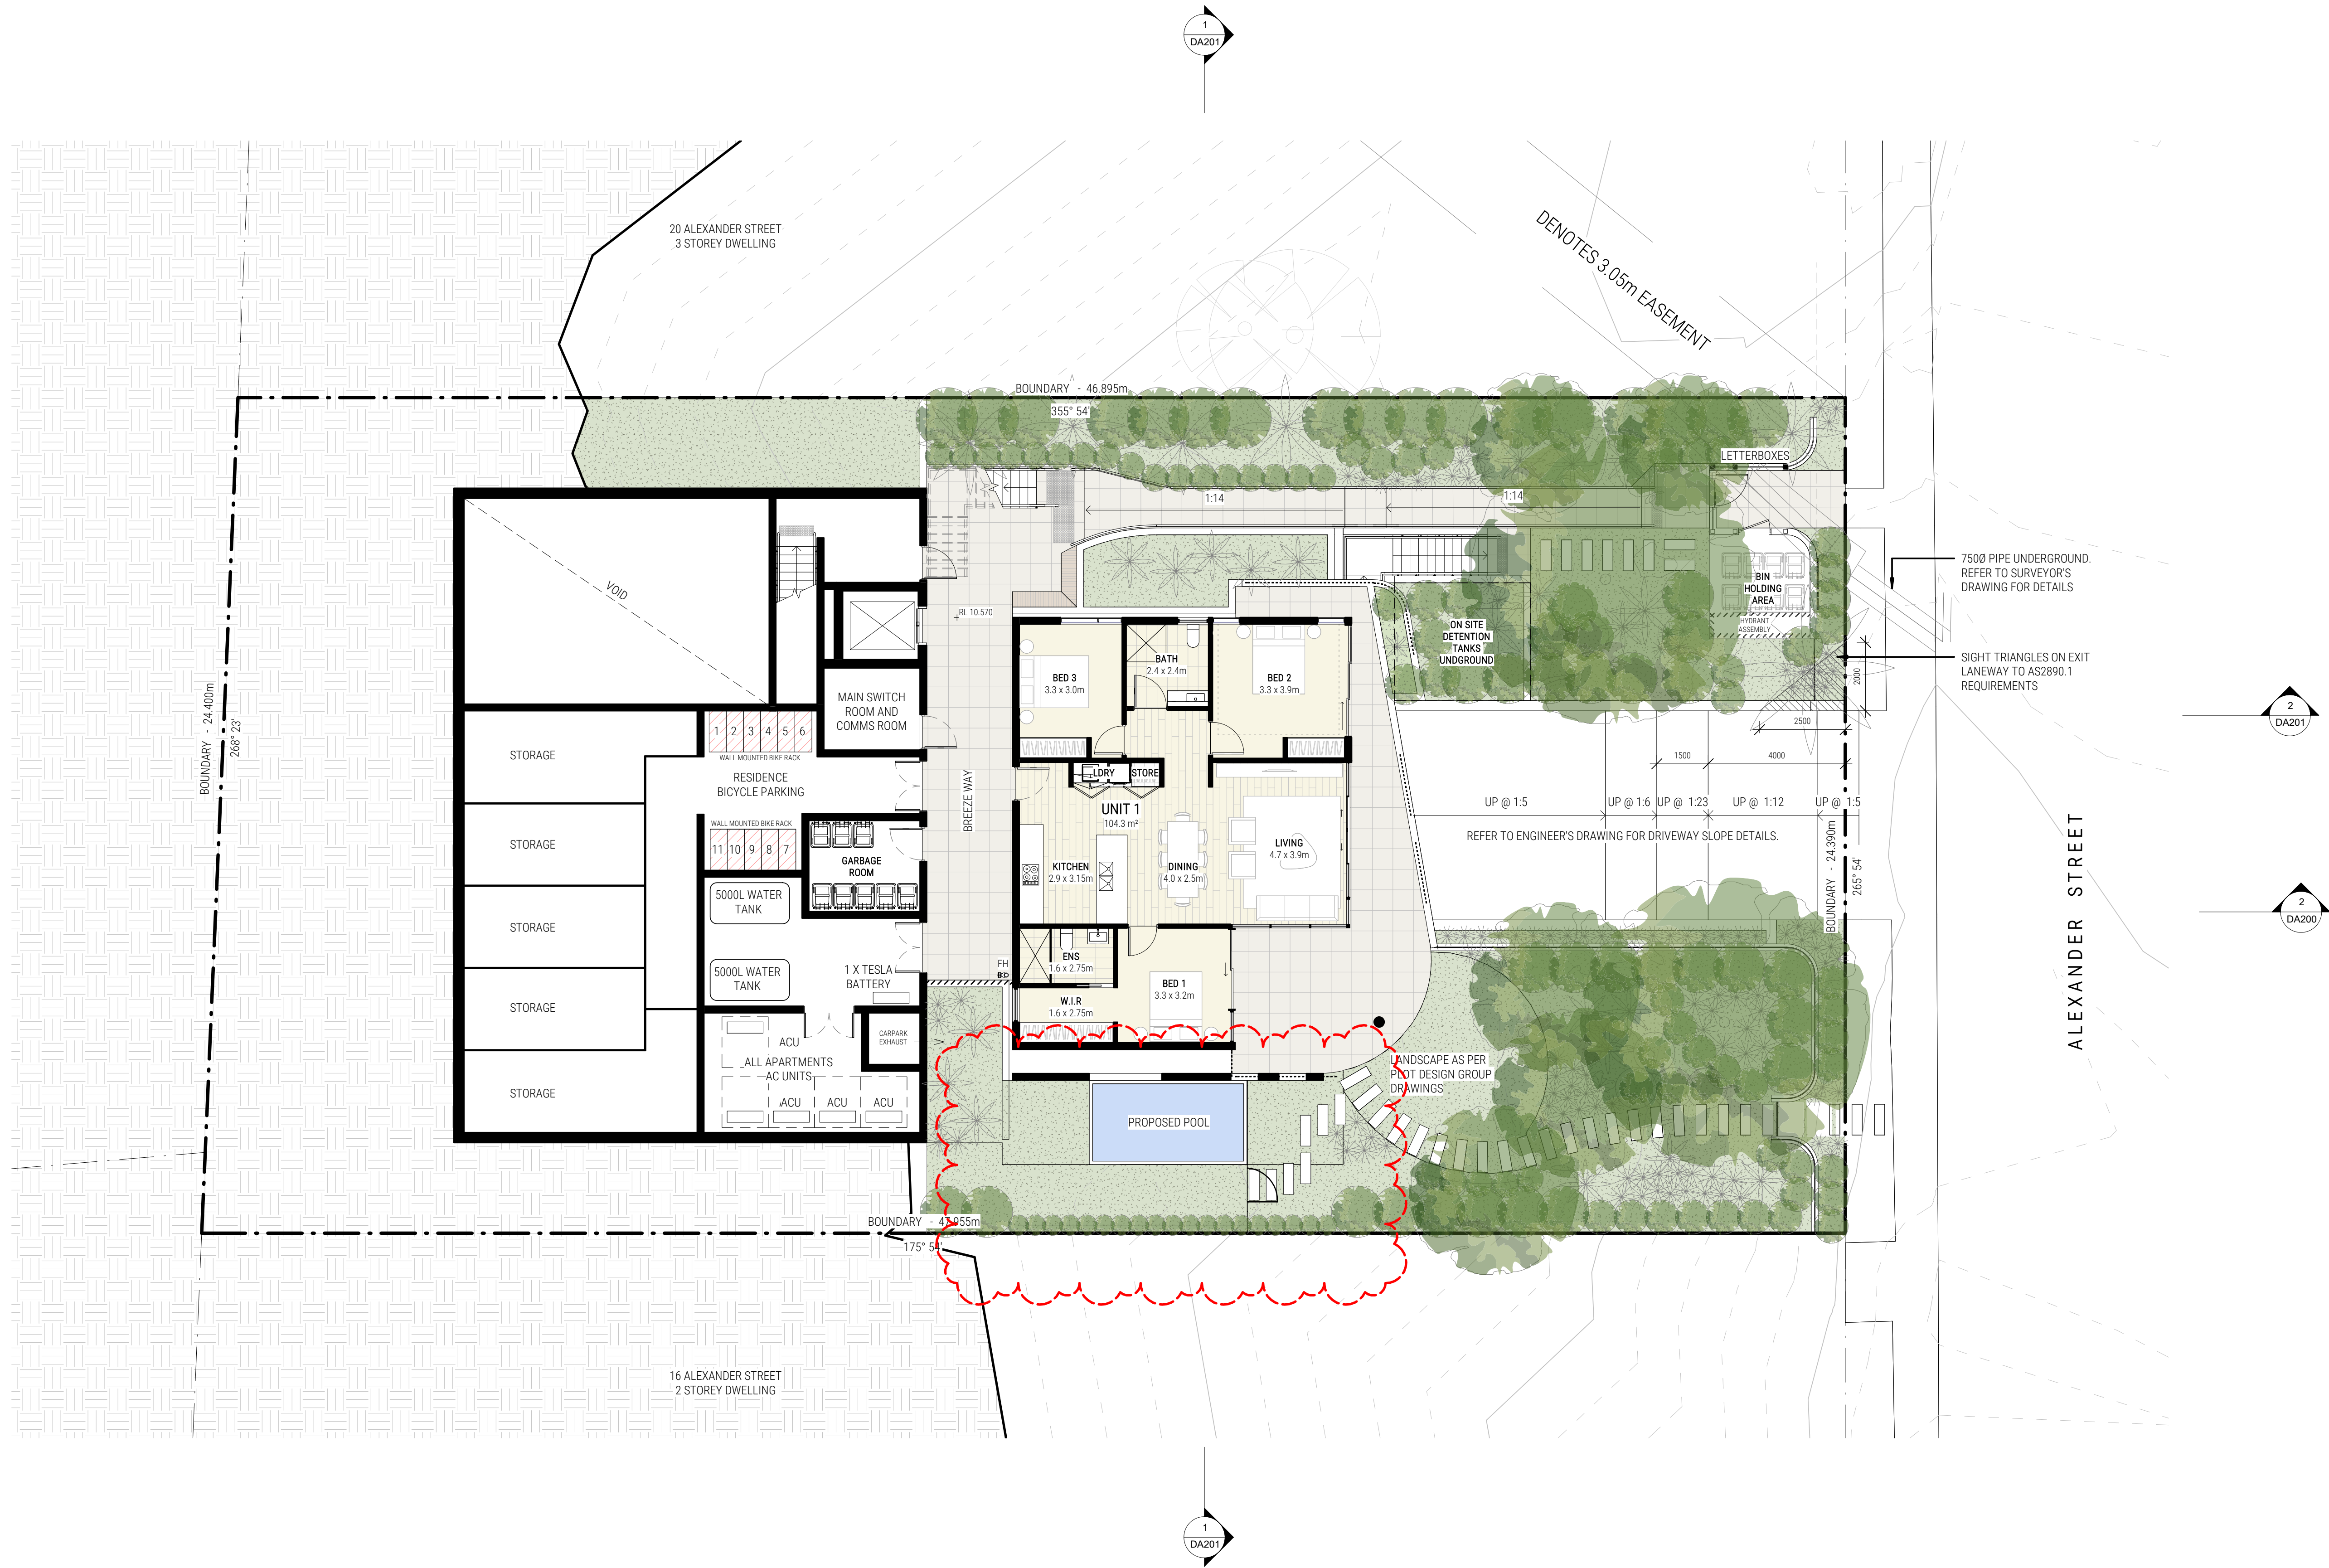 1
DA201
20 ALEXANDER STREET
3 STOREY DWELLING
DENOTES 3.05m EASEMENT
BOUNDARY - 46.895m
355° 54'
LETTERBOXES
1:14
1:14
750Ø PIPE UNDERGROUND.
REFER TO SURVEYOR'S
DRAWING FOR DETAILS
BIN
HOLDING
AREA
HYDRANT
ASSEMBLY
VOID
RL 10.570
ON SITE
DETENTION
TANKS
UNDGROUND
SIGHT TRIANGLES ON EXIT
LANEWAY TO AS2890.1
REQUIREMENTS
2000
2500
BED 3
3.3 x 3.0m
BATH
2.4 x 2.4m
BED 2
3.3 x 3.9m
MAIN SWITCH
ROOM AND
COMMS ROOM
BOUNDARY - 24.400m
268° 23'
2
DA201
STORAGE
1 2 3 4 5 6
WALL MOUNTED BIKE RACK
RESIDENCE
BICYCLE PARKING
1500
4000
LDRY
STORE
BREEZE WAY
UNIT 1
104.3 m²
UP @ 1:5
UP @ 1:6
UP @ 1:23
UP @ 1:12
UP @ 1:5
REFER TO ENGINEER'S DRAWING FOR DRIVEWAY SLOPE DETAILS.
STORAGE
WALL MOUNTED BIKE RACK
11 10 9 8 7
GARBAGE
ROOM
KITCHEN
2.9 x 3.15m
DINING
4.0 x 2.5m
LIVING
4.7 x 3.9m
BOUNDARY - 24.390m
265° 54'
ALEXANDER STREET
2
DA200
5000L WATER
TANK
STORAGE
5000L WATER
TANK
1 X TESLA
BATTERY
FH
ENS
1.6 x 2.75m
BED 1
3.3 x 3.2m
W.I.R
1.6 x 2.75m
STORAGE
CARPARK
EXHAUST
ACU
ALL APARTMENTS
AC UNITS
ACU
ACU
ACU
STORAGE
LANDSCAPE AS PER
PLOT DESIGN GROUP
DRAWINGS
PROPOSED POOL
BOUNDARY - 47.955m
175° 54'
16 ALEXANDER STREET
2 STOREY DWELLING
1
DA201